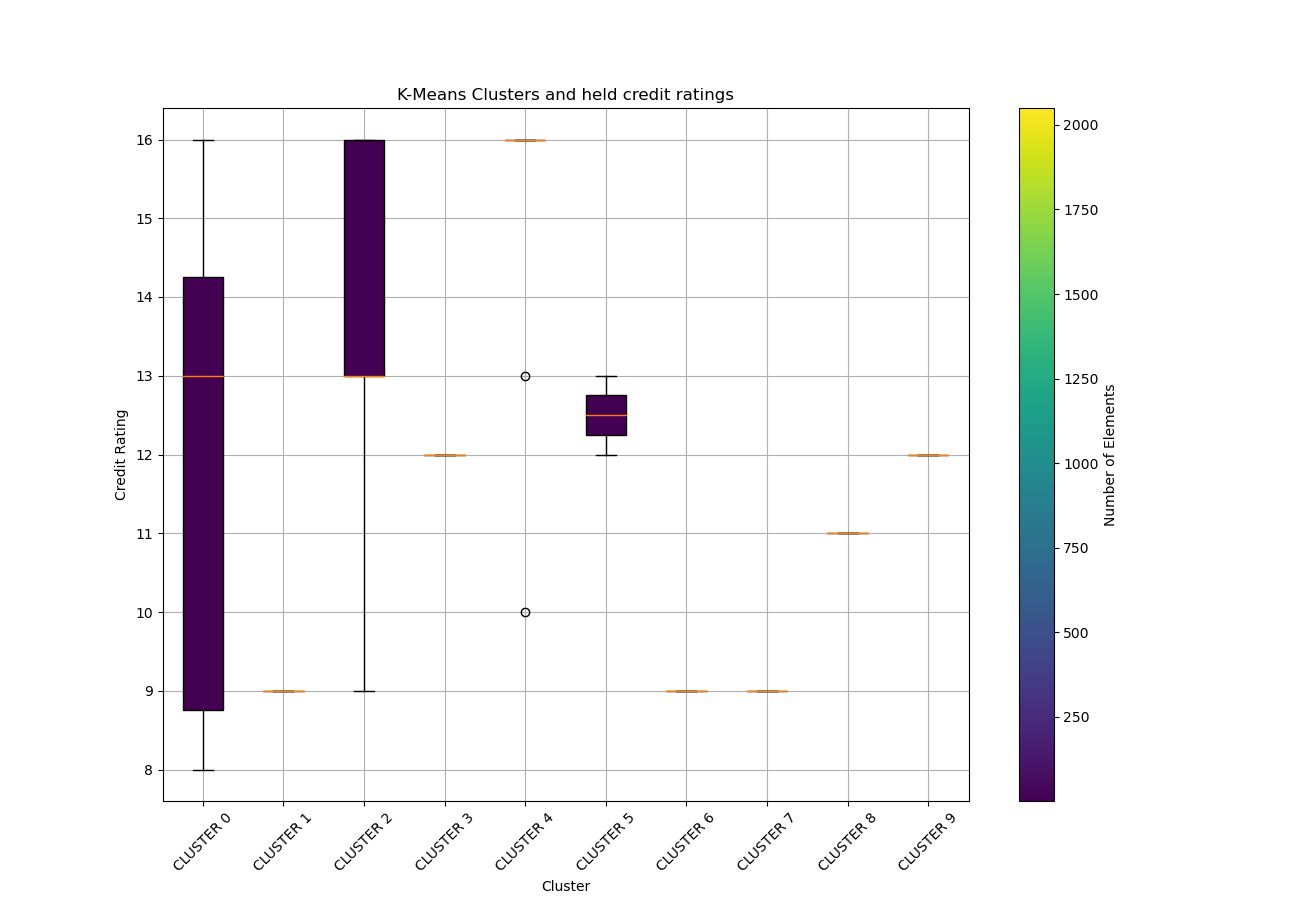 K-Means Clusters and held credit ratings
16
15
14
13
12
11
10
9
8
Credit Rating
CLUSTER 0
CLUSTER 1
CLUSTER 2
CLUSTER 3
CLUSTER 4
CLUSTER 5
CLUSTER 6
CLUSTER 7
CLUSTER 8
CLUSTER 9
Cluster
2000
1750
1500
1250
1000
750
500
250
Number of Elements